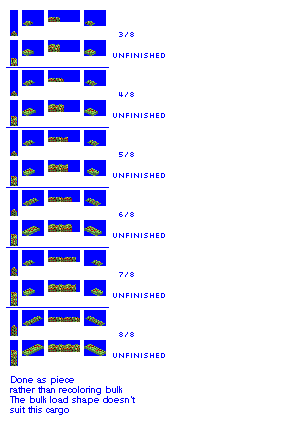 3/8
UNFINISHED
4/8
UNFINISHED
5/8
UNFINISHED
6/8
UNFINISHED
7/8
UNFINISHED
8/8
UNFINISHED
Done as piece
rather than recoloring bulk
The bulk load shape doesn't
suit this cargo